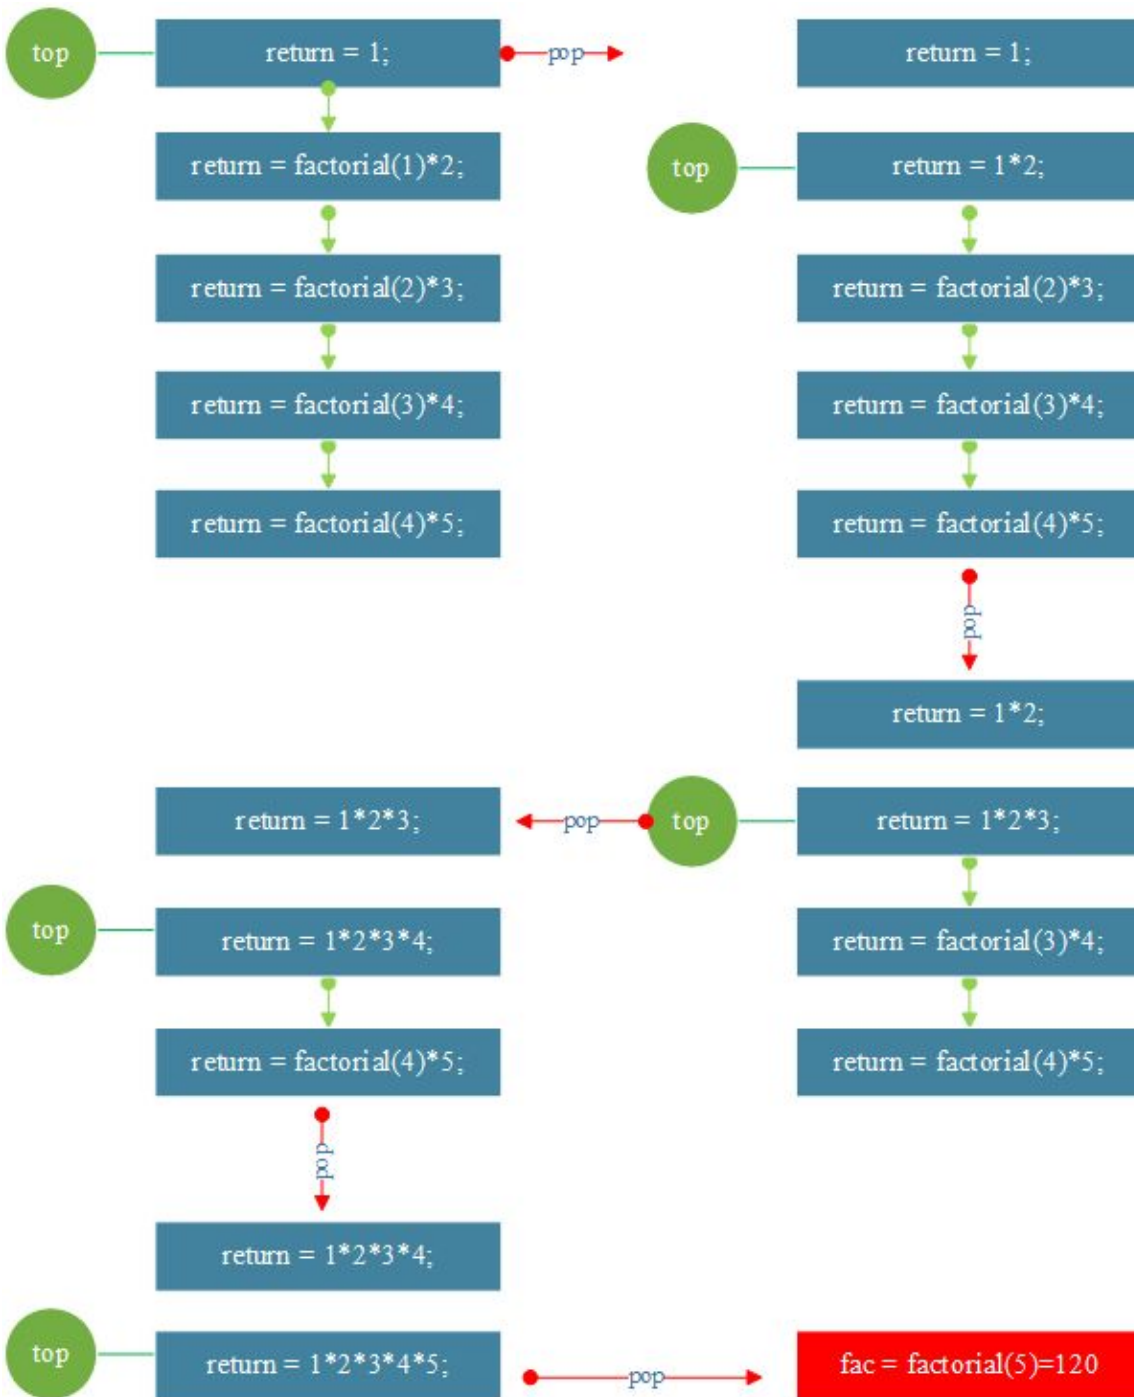 top
return = 1;
pop
return = 1;
return = factorial(1)*2;
top
return = 1*2;
return = factorial(2)*3;
return = factorial(2)*3;
return = factorial(3)*4;
return = factorial(3)*4;
return = factorial(4)*5;
return = factorial(4)*5;
pop
return = 1*2;
return = 1*2*3;
pop
top
return = 1*2*3;
top
return = 1*2*3*4;
return = factorial(3)*4;
return = factorial(4)*5;
return = factorial(4)*5;
pop
return = 1*2*3*4;
top
return = 1*2*3*4*5;
pop
fac = factorial(5)=120